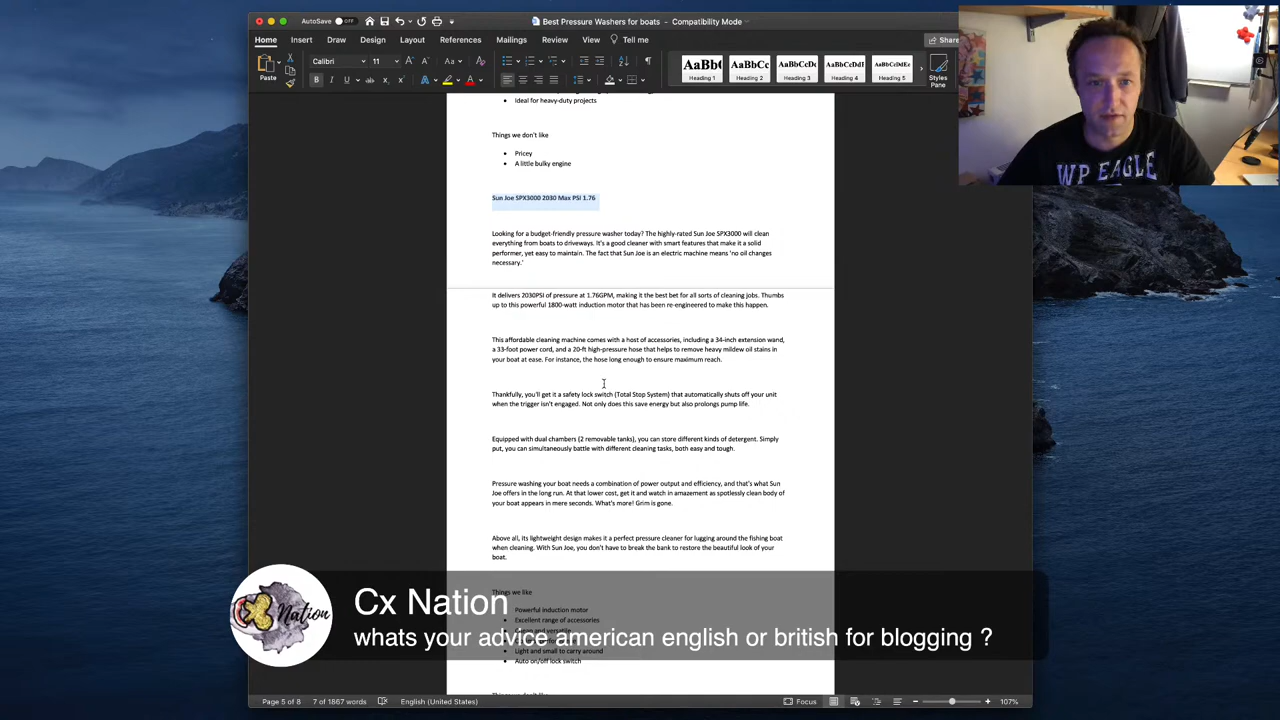 AutoSave OFF
Best Pressure Washers for boats - Compatibility Mode
Home Insert Draw Design Layout References Mailings Review View Tell me
Share
Paste
Calibri 11
AaBbC AaBbC AaBbCcD AaBbCcDc AaBbCcDdE
Heading 1 Heading 2 Heading 3 Heading 4 Heading 5
Styles
Pane
Ideal for heavy-duty projects
Things we don't like
Pricey
A little bulky engine
Sun Joe SPX3000 2030 Max PSI 1.76
Looking for a budget-friendly pressure washer today? The highly-rated Sun Joe SPX3000 will clean
everything from boats to driveways. It's a good cleaner with smart features that make it a solid
performer, yet easy to maintain. The fact that Sun Joe is an electric machine means 'no oil changes
necessary.'
It delivers 2030PSI of pressure at 1.76GPM, making it the best bet for all sorts of cleaning jobs. Thumbs
up to this powerful 1800-watt induction motor that has been re-engineered to make this happen.
This affordable cleaning machine comes with a host of accessories, including a 34-inch extension wand,
a 33-foot power cord, and a 20-ft high-pressure hose that helps to remove heavy mildew oil stains in
your boat at ease. For instance, the hose long enough to ensure maximum reach.
Thankfully, you'll get it a safety lock switch (Total Stop System) that automatically shuts off your unit
when the trigger isn't engaged. Not only does this save energy but also prolongs pump life.
Equipped with dual chambers (2 removable tanks), you can store different kinds of detergent. Simply
put, you can simultaneously battle with different cleaning tasks, both easy and tough.
Pressure washing your boat needs a combination of power output and efficiency, and that's what Sun
Joe offers in the long run. At that lower cost, get it and watch in amazement as spotlessly clean body of
your boat appears in mere seconds. What's more! Grim is gone.
Above all, its lightweight design makes it a perfect pressure cleaner for lugging around the fishing boat
when cleaning. With Sun Joe, you don't have to break the bank to restore the beautiful look of your
boat.
Things we like
Powerful induction motor
Excellent range of accessories
Light and small to carry around
Auto on/off lock switch
WP EAGLE
CX Nation
Cx Nation
whats your advice american english or british for blogging ?
Page 5 of 8 7 of 1867 words English (United States) Focus 107%